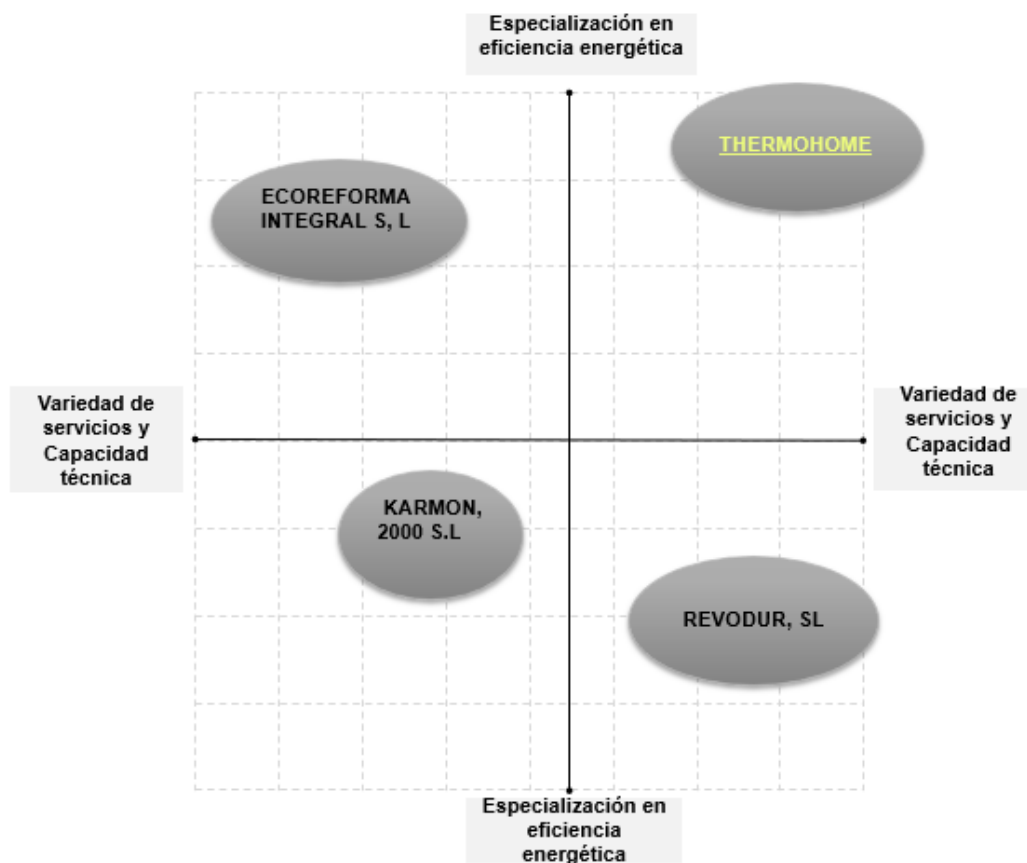 Especialización en
eficiencia energética
THERMOHOME
ECOREFORMA
INTEGRAL S, L
Variedad de
servicios y
Capacidad
técnica
Variedad de
servicios y
Capacidad
técnica
KARMON,
2000 S.L
REVODUR, SL
Especialización en
eficiencia
energética